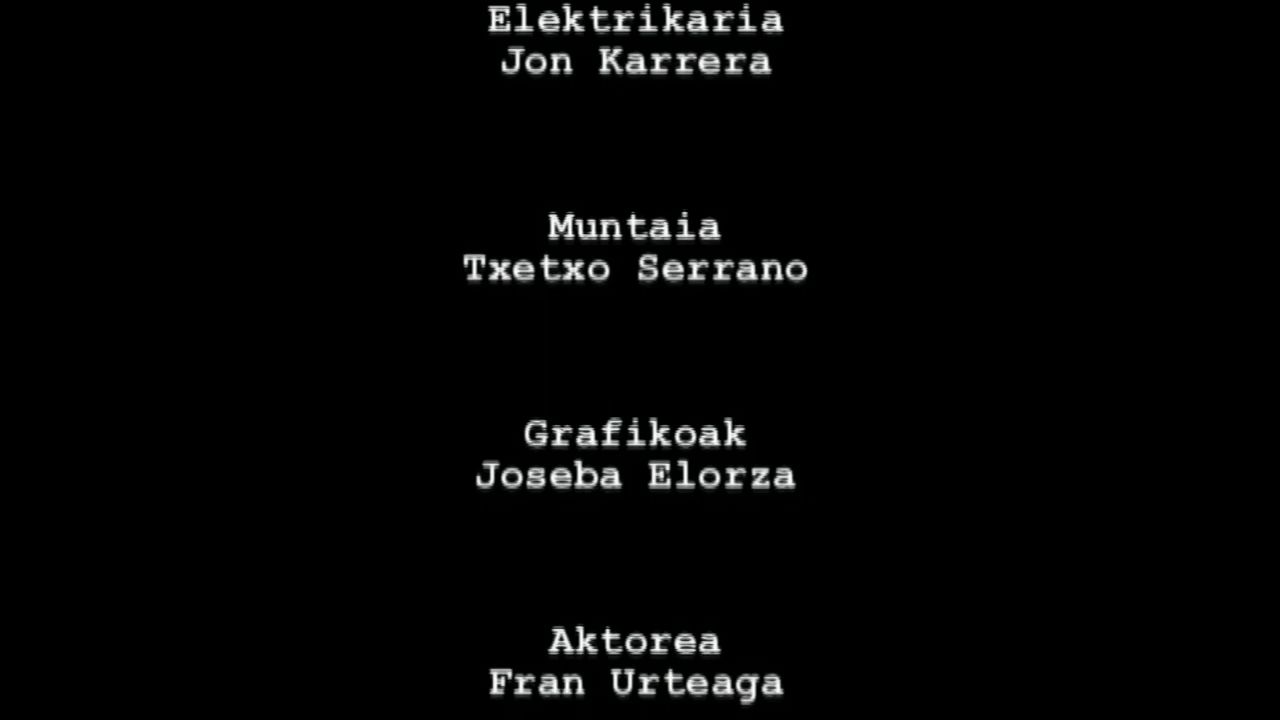 Elektrikaria
Jon Karrera
Muntaia
Txetxo Serrano
Grafikoak
Joseba Elorza
Aktorea
Fran Urteaga